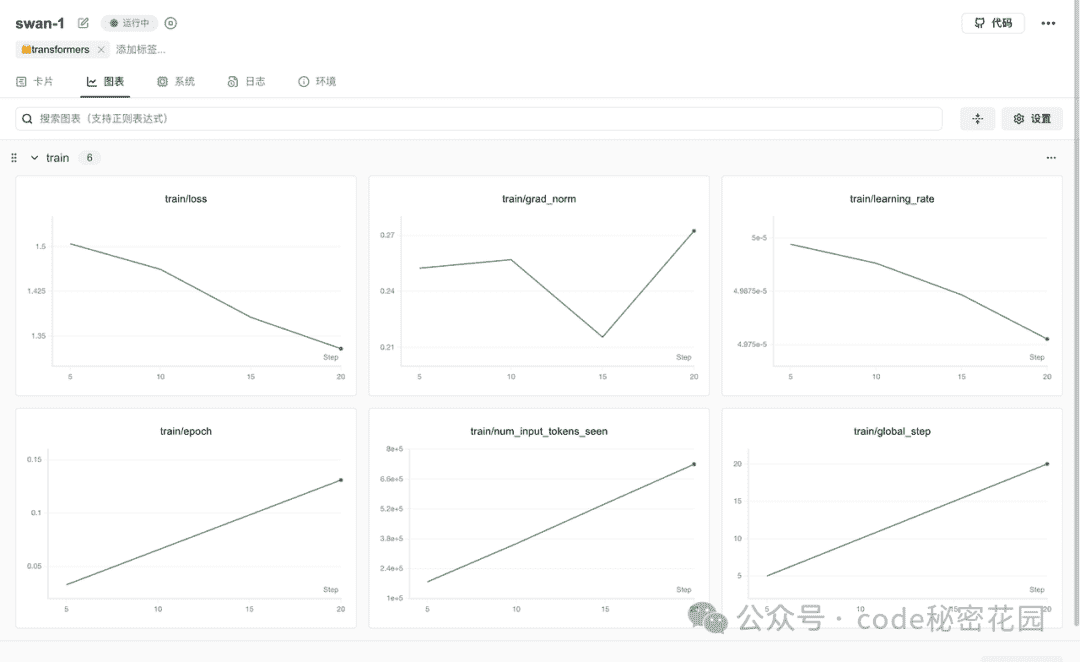 swan-1 运行中 代码
transformers 添加标签...
卡片 图表 系统 日志 环境
搜索图表（支持正则表达式） 设置
train 6
train/loss
1.5
1.425
1.35
Step
5 10 15 20
train/grad_norm
0.27
0.24
0.21
Step
5 10 15 20
train/learning_rate
5e-5
4.9875e-5
4.975e-5
Step
5 10 15 20
train/epoch
0.15
0.1
0.05
Step
5 10 15 20
train/num_input_tokens_seen
8e+5
6.6e+5
5.2e+5
3.8e+5
2.4e+5
1e+5
Step
5 10 15 20
train/global_step
20
15
10
5
Step
5 10 15 20
公众号 · code秘密花园